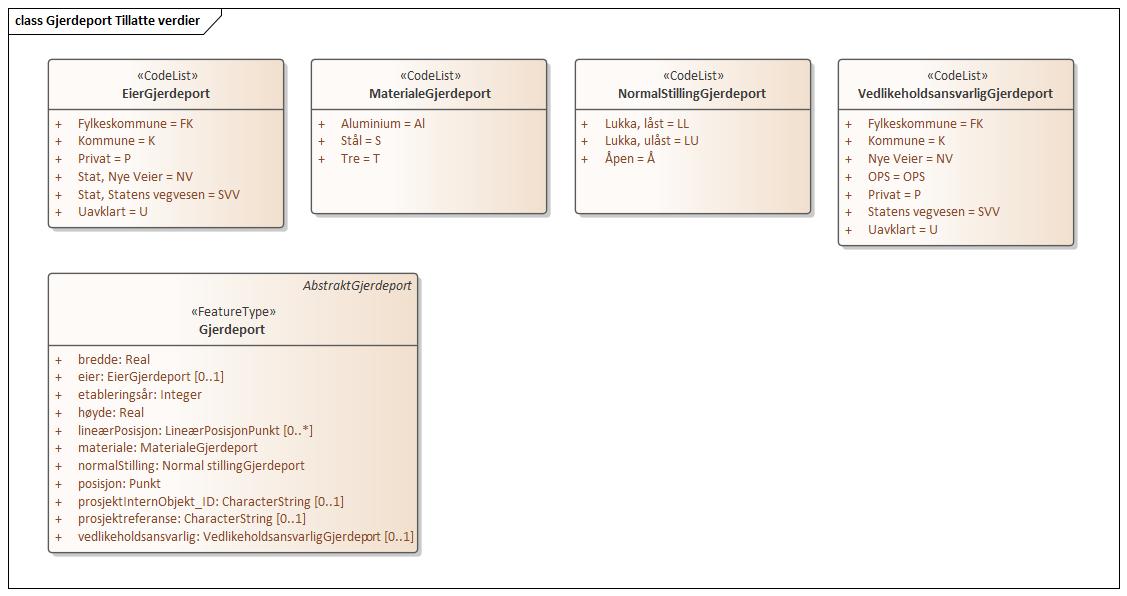 class Gjerdeport Tillatte verdier
«CodeList»
EierGjerdeport
+ Fylkeskommune = FK
+ Kommune = K
+ Privat = P
+ Stat, Nye Veier = NV
+ Stat, Statens vegvesen = SVV
+ Uavklart = U
«CodeList»
MaterialeGjerdeport
+ Aluminium = Al
+ Stål = S
+ Tre = T
«CodeList»
NormalStillingGjerdeport
+ Lukka, låst = LL
+ Lukka, ulåst = LU
+ Åpen = Å
«CodeList»
VedlikeholdsansvarligGjerdeport
+ Fylkeskommune = FK
+ Kommune = K
+ Nye Veier = NV
+ OPS = OPS
+ Privat = P
+ Statens vegvesen = SVV
+ Uavklart = U
AbstraktGjerdeport
«FeatureType»
Gjerdeport
+ bredde: Real
+ eier: EierGjerdeport [0..1]
+ etableringsår: Integer
+ høyde: Real
+ lineærPosisjon: LineærPosisjonPunkt [0..*]
+ materiale: MaterialeGjerdeport
+ normalStilling: Normal stillingGjerdeport
+ posisjon: Punkt
+ prosjektInternObjekt_ID: CharacterString [0..1]
+ prosjektreferanse: CharacterString [0..1]
+ vedlikeholdsansvarlig: VedlikeholdsansvarligGjerdeport [0..1]